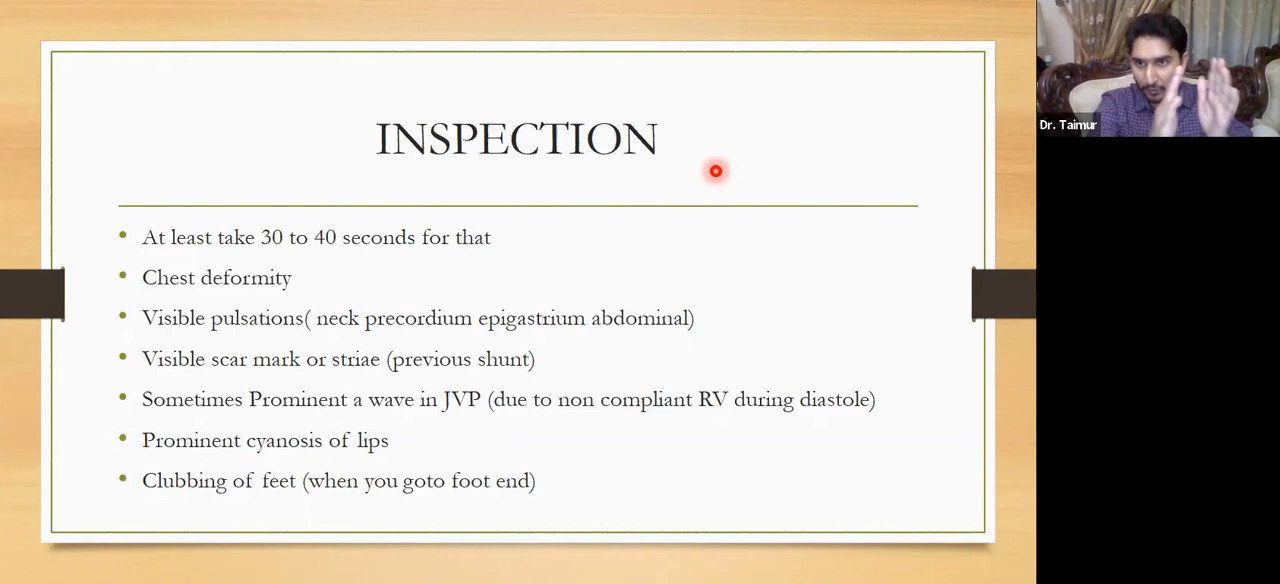 INSPECTION
• At least take 30 to 40 seconds for that
• Chest deformity
• Visible pulsations( neck precordium epigastrium abdominal)
• Visible scar mark or striae (previous shunt)
• Sometimes Prominent a wave in JVP (due to non compliant RV during diastole)
• Prominent cyanosis of lips
• Clubbing of feet (when you goto foot end)
Dr. Taimur